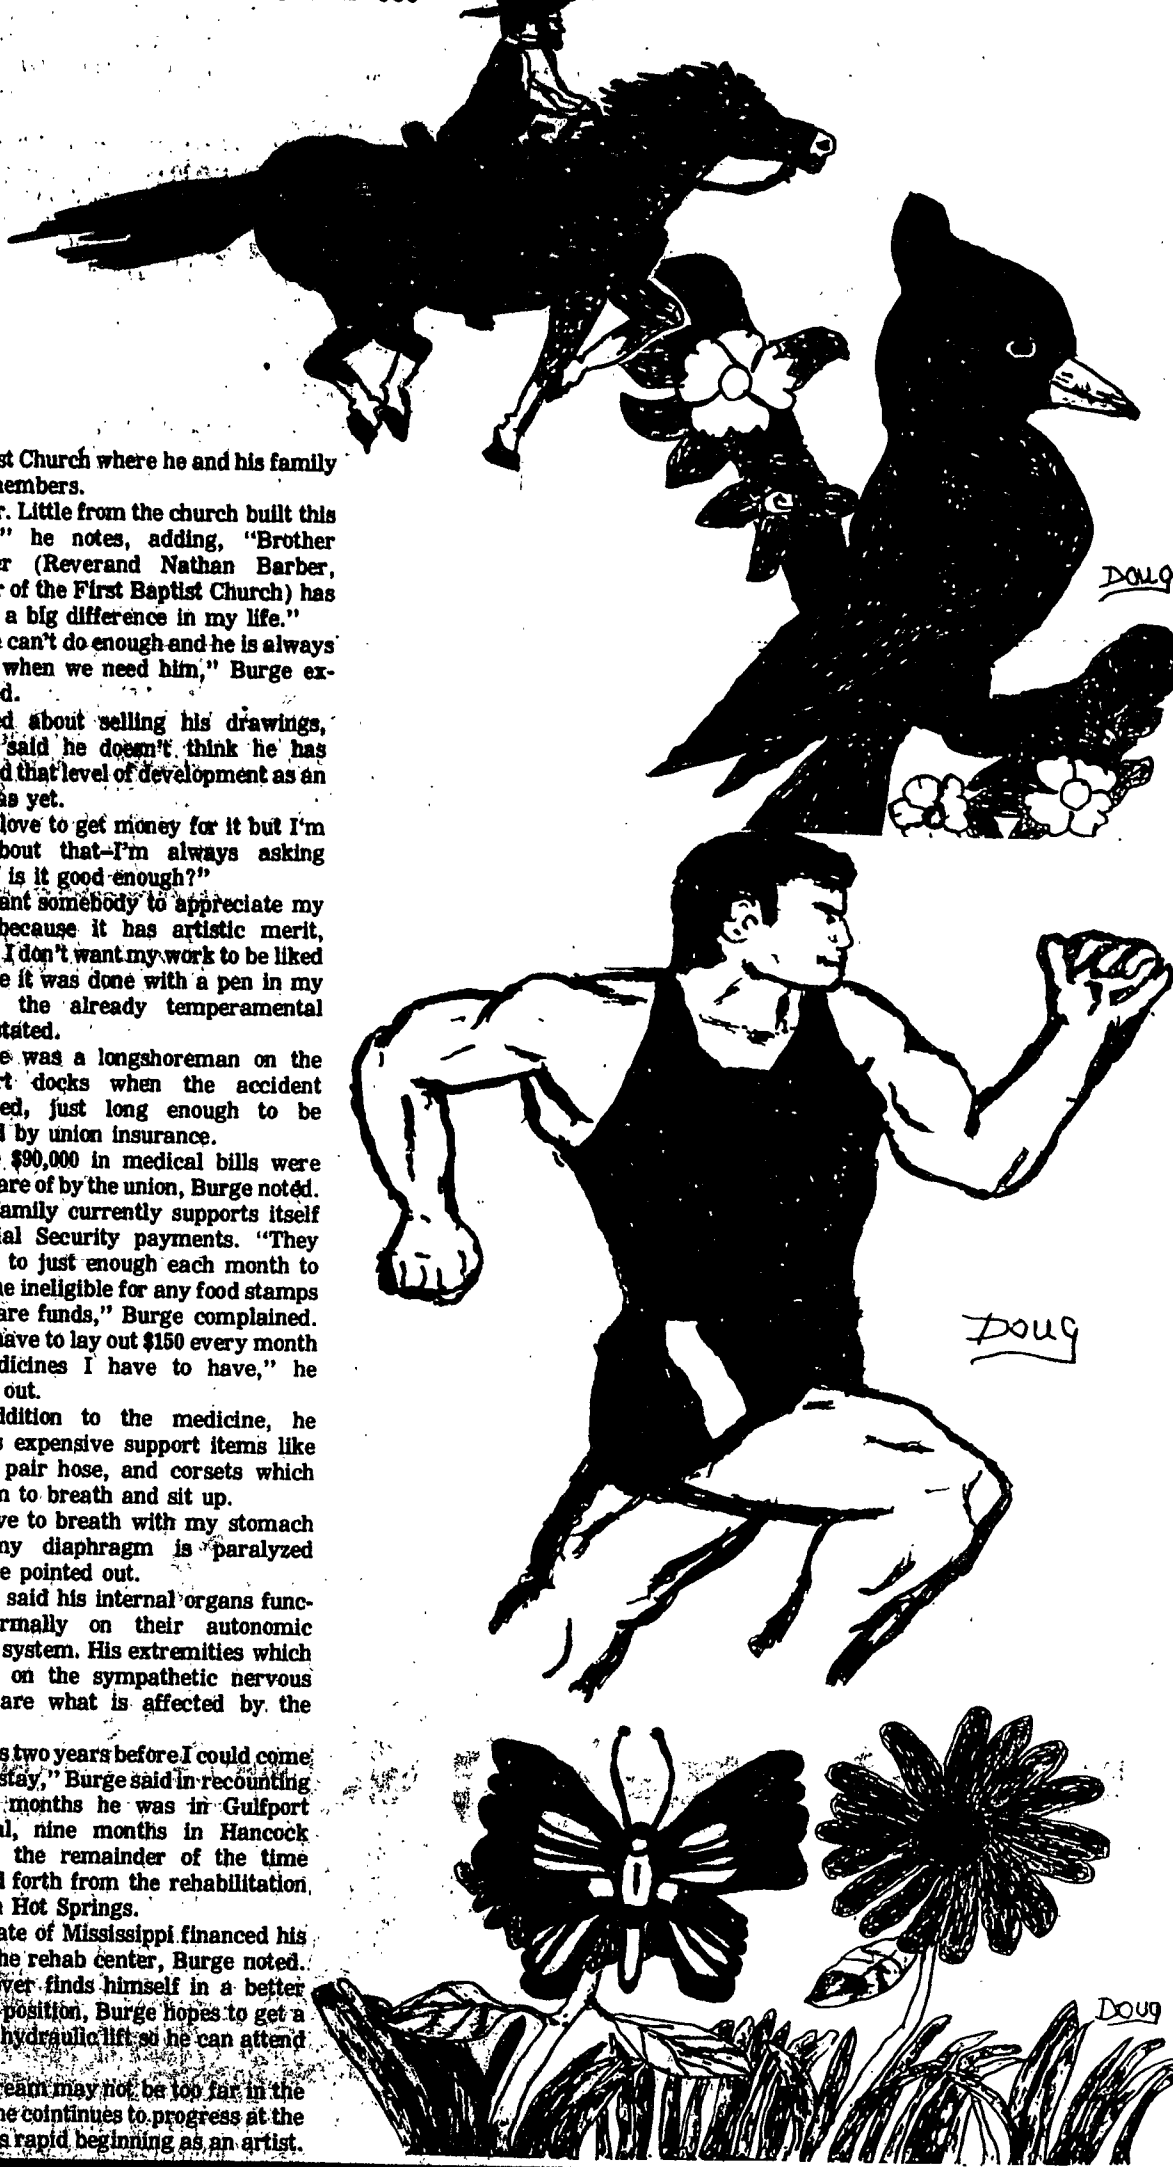 st Church where he and his family
embers.
r. Little from the church built this
" he notes, adding, "Brother
er (Reverand Nathan Barber,
r of the First Baptist Church) has
a big difference in my life."
e can't do enough and he is always
when we need him," Burge ex-
d.
ed about selling his drawings,
said he doesn't think he has
d that level of development as an
as yet.
love to get money for it but I'm
bout that—I'm always asking
is it good enough?"
ant somebody to appreciate my
because it has artistic merit,
I don't want my work to be liked
e it was done with a pen in my
the already temperamental
stated.
e was a longshoreman on the
rt docks when the accident
ed, just long enough to be
d by union insurance.
$90,000 in medical bills were
are of by the union, Burge noted.
family currently supports itself
ial Security payments. "They
to just enough each month to
ne ineligible for any food stamps
are funds," Burge complained.
have to lay out $150 every month
dicines I have to have," he
out.
ddition to the medicine, he
s expensive support items like
pair hose, and corsets which
m to breath and sit up.
ve to breath with my stomach
my diaphragm is paralyzed
e pointed out.
said his internal organs func-
rmally on their autonomic
system. His extremities which
on the sympathetic nervous
are what is affected by the
s two years before I could come
stay," Burge said in recounting
months he was in Gulfport
al, nine months in Hancock
the remainder of the time
d forth from the rehabilitation
n Hot Springs.
ate of Mississippi financed his
he rehab center, Burge noted.
ver finds himself in a better
position, Burge hopes to get a
hydraulic lift so he can attend
ream may not be too far in the
he cointinues to progress at the
s rapid beginning as an artist.
DOUG
DOUG
DOUG